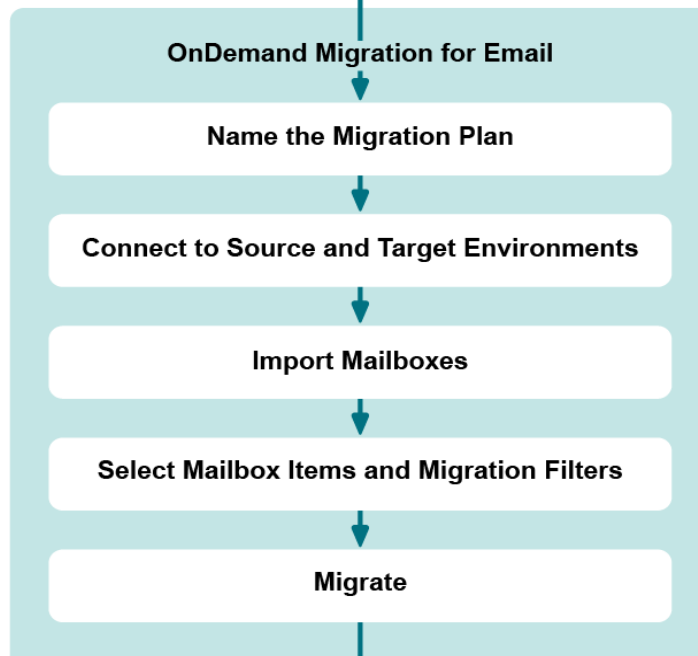 OnDemand Migration for Email
Name the Migration Plan
Connect to Source and Target Environments
Import Mailboxes
Select Mailbox Items and Migration Filters
Migrate